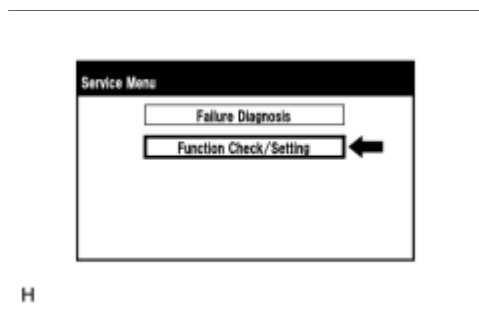 Service Menu
Failure Diagnosis
Function Check/Setting
H